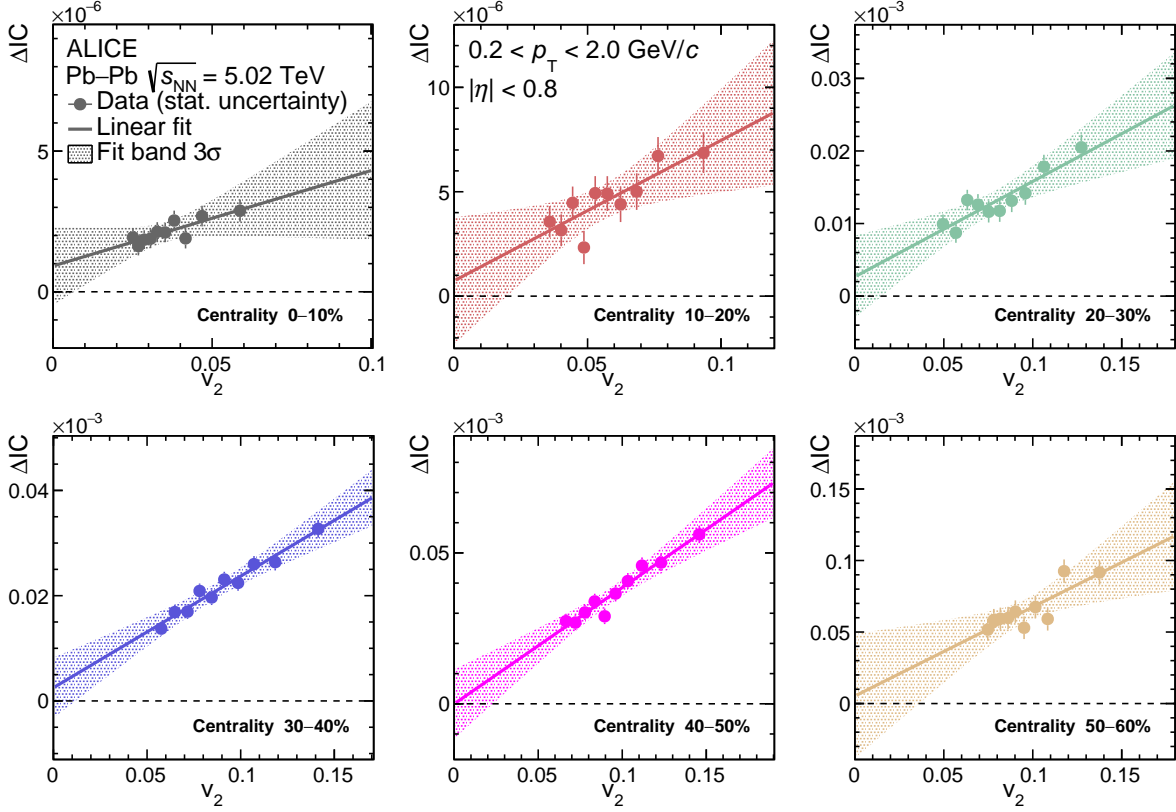 ×10⁻⁶
ΔIC
ALICE
Pb–Pb √s_NN = 5.02 TeV
Data (stat. uncertainty)
Linear fit
Fit band 3σ
6
4
2
0
Centrality 0–10%
0 0.05 0.1
v₂
×10⁻⁶
ΔIC
0.2 < p_T < 2.0 GeV/c
|η| < 0.8
10
5
0
Centrality 10–20%
0 0.05 0.1
v₂
×10⁻³
ΔIC
0.03
0.02
0.01
0
Centrality 20–30%
0 0.05 0.1 0.15
v₂
×10⁻³
ΔIC
0.04
0.02
0
Centrality 30–40%
0 0.05 0.1 0.15
v₂
×10⁻³
ΔIC
0.05
0
Centrality 40–50%
0 0.05 0.1 0.15
v₂
×10⁻³
ΔIC
0.15
0.1
0.05
0
Centrality 50–60%
0 0.05 0.1 0.15
v₂